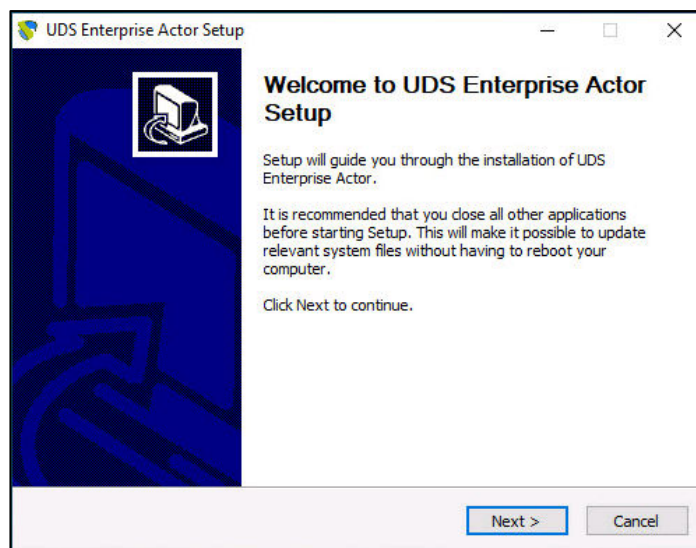 UDS Enterprise Actor Setup
Welcome to UDS Enterprise Actor
Setup
Setup will guide you through the installation of UDS
Enterprise Actor.
It is recommended that you close all other applications
before starting Setup. This will make it possible to update
relevant system files without having to reboot your
computer.
Click Next to continue.
Next >
Cancel